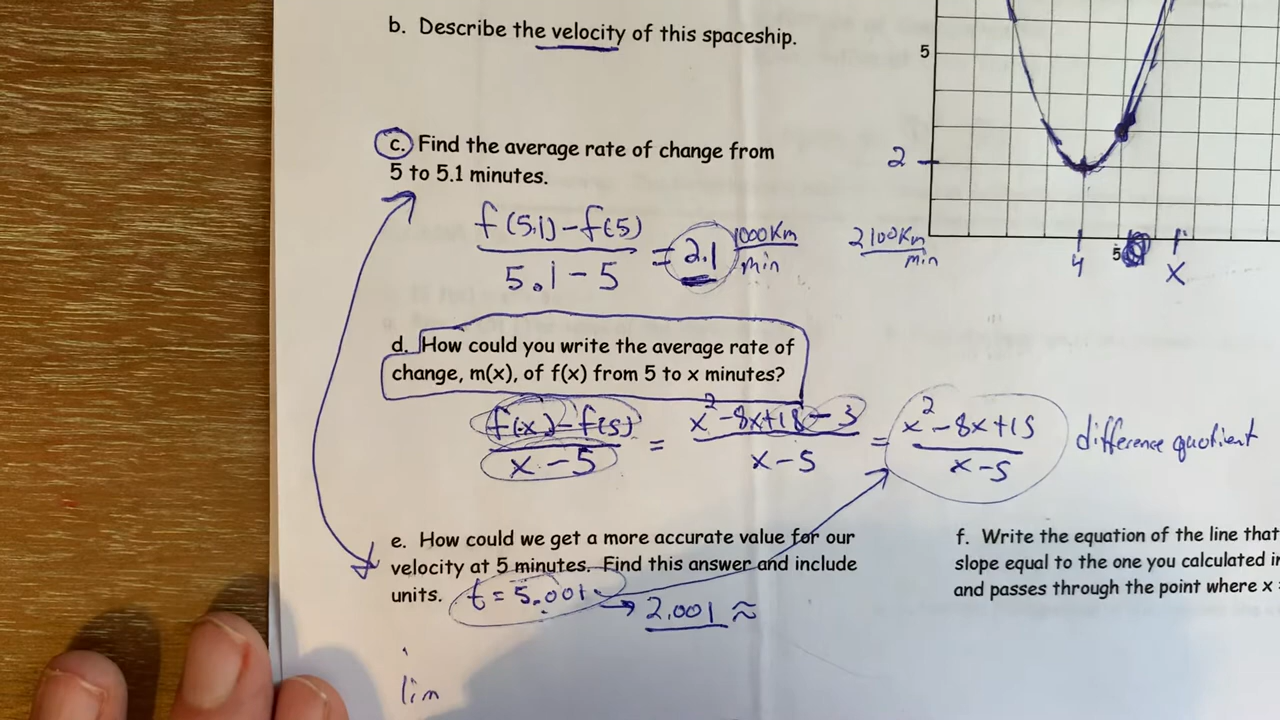 b. Describe the velocity of this spaceship.
5
c. Find the average rate of change from
5 to 5.1 minutes.
2
f(5.1)-f(5)
5.1-5
= 2.1 1000 Km
min
2100 Km
min
4
5
x
d. How could you write the average rate of
change, m(x), of f(x) from 5 to x minutes?
f(x)-f(5)
x-5
= x²-8x+18-3
x-5
= x²-8x+15
x-5
difference quotient
e. How could we get a more accurate value for our
velocity at 5 minutes. Find this answer and include
units. t = 5.001 → 2.001 ≈
lim
f. Write the equation of the line that
slope equal to the one you calculated in
and passes through the point where x